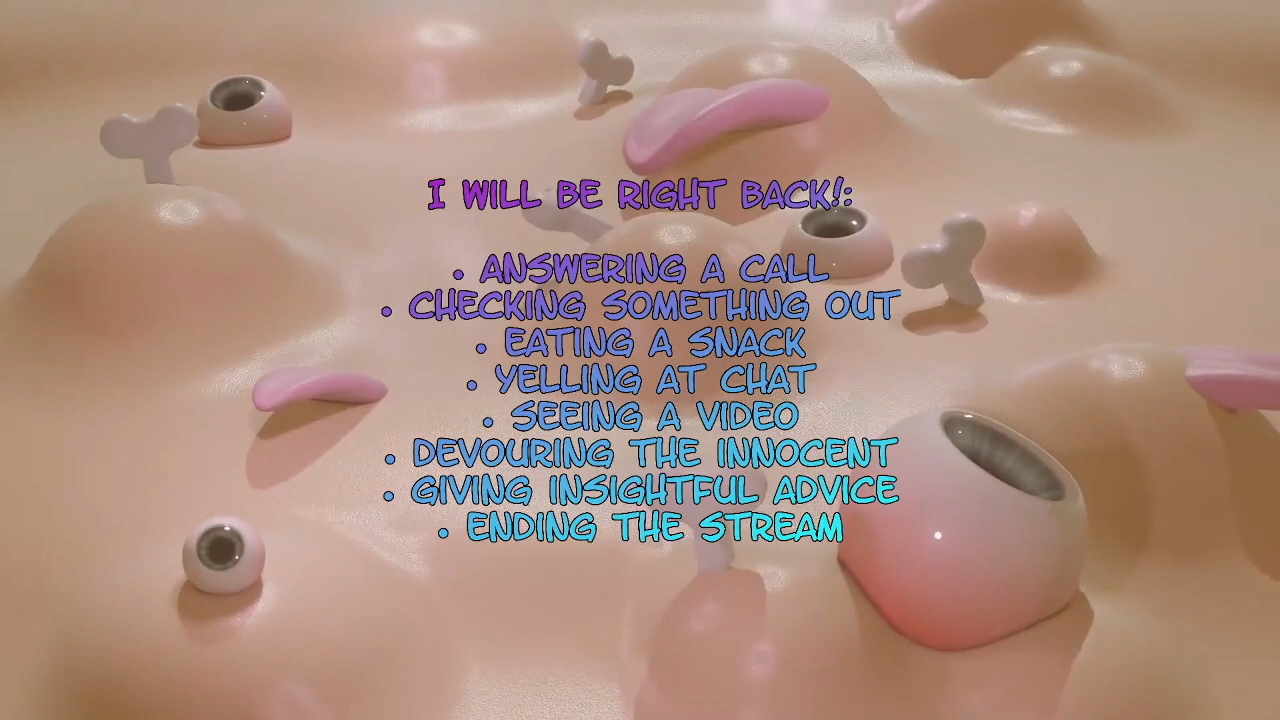 I WILL BE RIGHT BACK!:
• ANSWERING A CALL
• CHECKING SOMETHING OUT
• EATING A SNACK
• YELLING AT CHAT
• SEEING A VIDEO
• DEVOURING THE INNOCENT
• GIVING INSIGHTFUL ADVICE
• ENDING THE STREAM